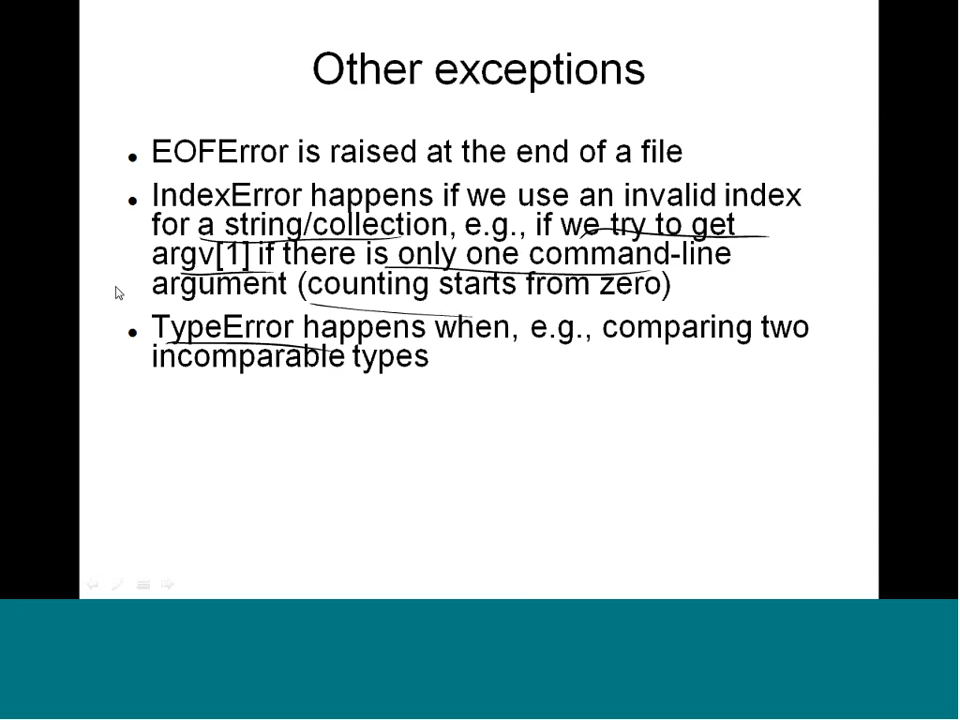 Other exceptions
• EOFError is raised at the end of a file
• IndexError happens if we use an invalid index
for a string/collection, e.g., if we try to get
argv[1] if there is only one command-line
argument (counting starts from zero)
• TypeError happens when, e.g., comparing two
incomparable types